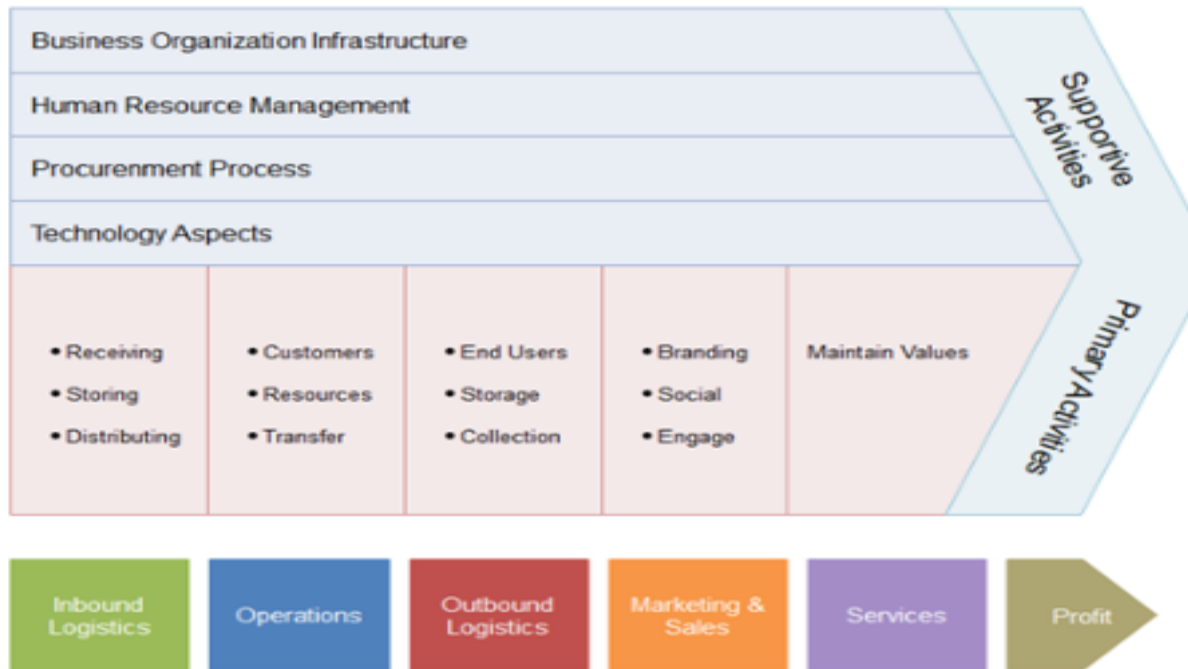 Business Organization Infrastructure
Human Resource Management
Procurenment Process
Technology Aspects
Supportive
Activities
• Receiving
• Storing
• Distributing
• Customers
• Resources
• Transfer
• End Users
• Storage
• Collection
• Branding
• Social
• Engage
Maintain Values
Primary Activities
Inbound
Logistics
Operations
Outbound
Logistics
Marketing &
Sales
Services
Profit